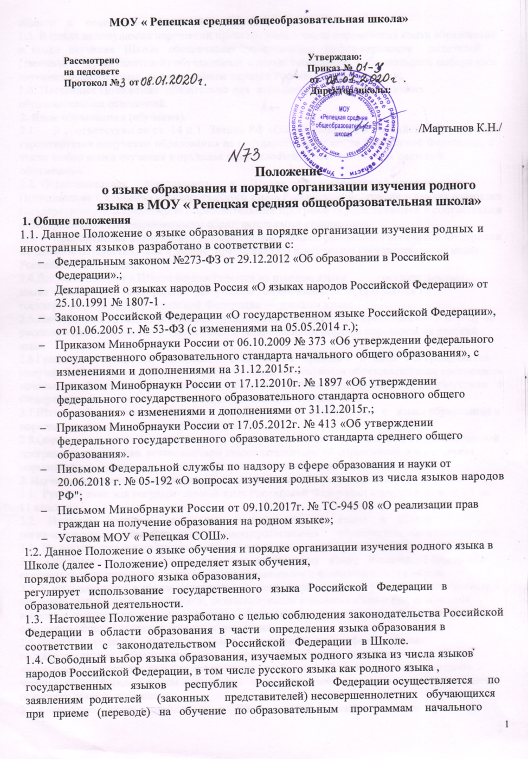 МОУ « Репецкая средняя общеобразовательная школа»
Рассмотрено
на педсовете
Протокол №3 от 08.01.2020г.
Утверждаю:
Приказ № 01-
от 08.01.2020г.
Директор школы:
МОУ
«Репецкая средняя
общеобразовательная
школа»
/Мартынов К.Н./
N73
Положение
о языке образования и порядке организации изучения родного
языка в МОУ « Репецкая средняя общеобразовательная школа»
1. Общие положения
1.1. Данное Положение о языке образования в порядке организации изучения родных и
иностранных языков разработано в соответствии с:
– Федеральным законом №273-ФЗ от 29.12.2012 «Об образовании в Российской
Федерации».;
– Декларацией о языках народов Россия «О языках народов Российской Федерации» от
25.10.1991 № 1807-1 .
– Законом Российской Федерации «О государственном языке Российской Федерации»,
от 01.06.2005 г. № 53-ФЗ (с изменениями на 05.05.2014 г.);
– Приказом Минобрнауки России от 06.10.2009 № 373 «Об утверждении федерального
государственного образовательного стандарта начального общего образования», с
изменениями и дополнениями на 31.12.2015г.;
– Приказом Минобрнаукн России от 17.12.2010г. № 1897 «Об утверждении
федерального государственного образовательного стандарта основного общего
образования» с изменениями и дополнениями от 31.12.2015г.;
– Приказом Минобрнауки России от 17.05.2012г. № 413 «Об утверждении
федерального государственного образовательного стандарта среднего общего
образования».
– Письмом Федеральной службы по надзору в сфере образования и науки от
20.06.2018 г. № 05-192 «О вопросах изучения родных языков из числа языков народов
РФ";
– Письмом Минобрнауки России от 09.10.2017г. № ТС-945 08 «О реализации прав
граждан на получение образования на родном языке»;
– Уставом МОУ « Репецкая СОШ».
1.2. Данное Положение о языке обучения и порядке организации изучения родного языка в
Школе (далее - Положение) определяет язык обучения,
порядок выбора родного языка образования,
регулирует использование государственного языка Российской Федерации в
образовательной деятельности.
1.3. Настоящее Положение разработано с целью соблюдения законодательства Российской
Федерации в области образования в части определения языка образования в
соответствии с законодательством Российской Федерации в Школе.
1.4. Свободный выбор языка образования, изучаемых родного языка из числа языков
народов Российской Федерации, в том числе русского языка как родного языка ,
государственных языков республик Российской Федерации осуществляется по
заявлениям родителей (законных представителей) несовершеннолетних обучающихся
при приеме (переводе) на обучение по образовательным программам начального
1